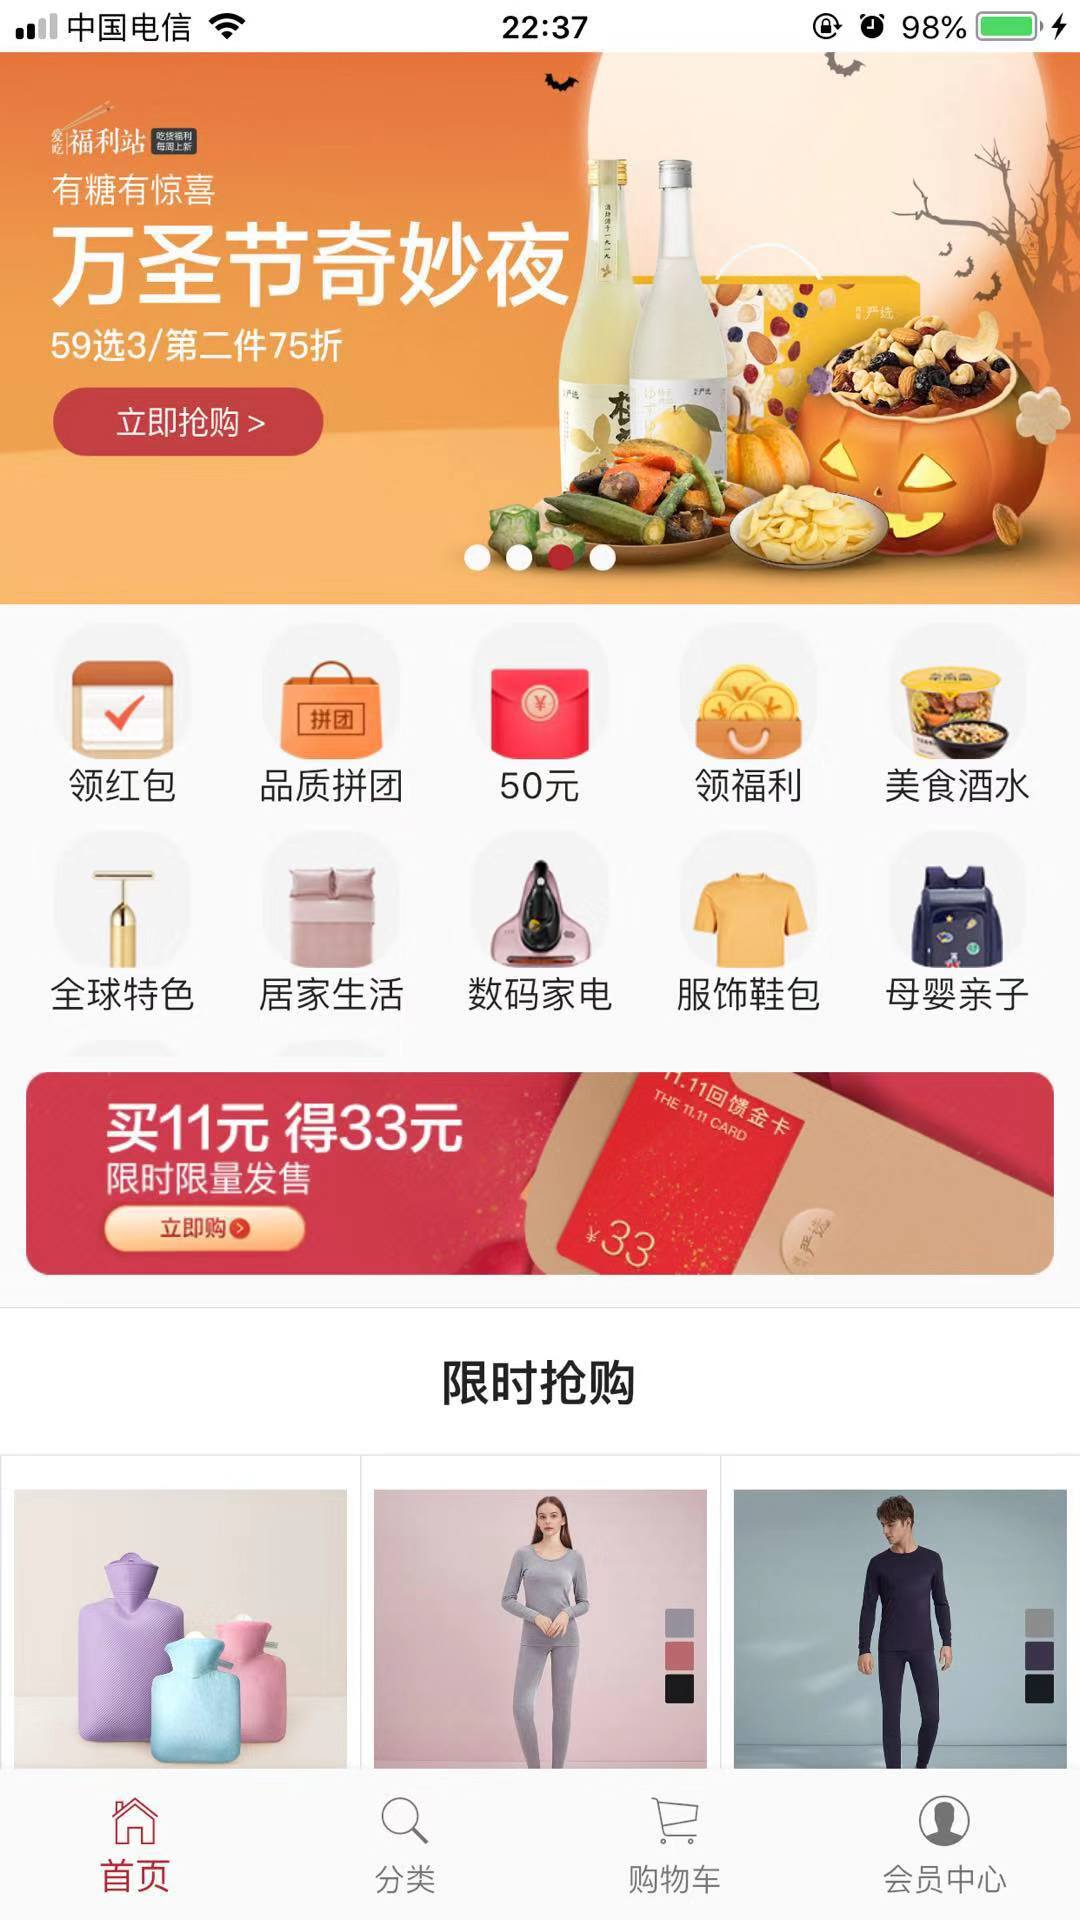 中国电信
22:37
98%
爱吃 福利站 吃货福利 每周上新
有糖有惊喜
万圣节奇妙夜
59选3/第二件75折
立即抢购 >
严选
严选
严选
拼团
领红包
品质拼团
50元
领福利
美食酒水
全球特色
居家生活
数码家电
服饰鞋包
母婴亲子
买11元 得33元
限时限量发售
立即购
11.11回馈金卡
THE 11.11 CARD
¥33
严选
限时抢购
首页
分类
购物车
会员中心